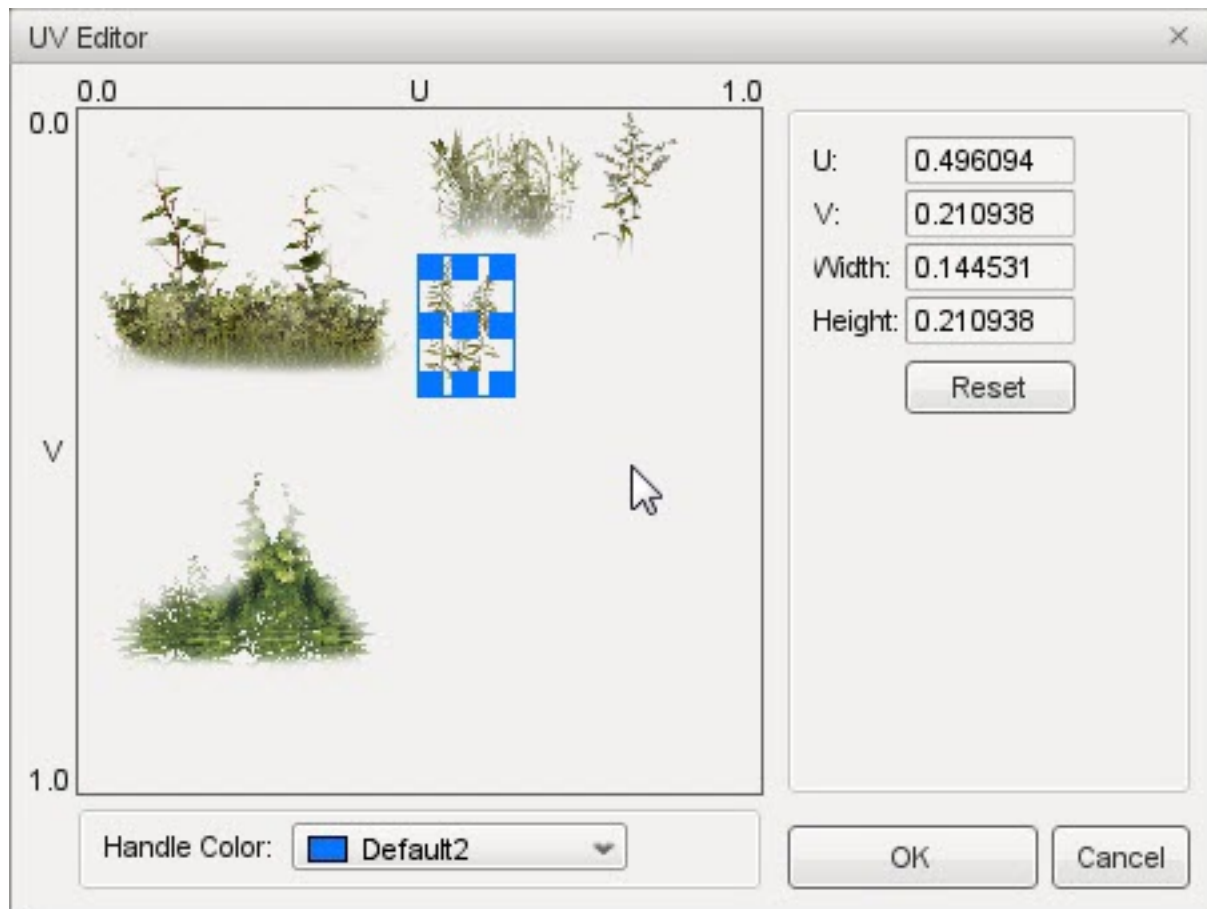 UV Editor
0.0 U 1.0
0.0
V
1.0
U: 0.496094
V: 0.210938
Width: 0.144531
Height: 0.210938
Reset
Handle Color: Default2
OK Cancel